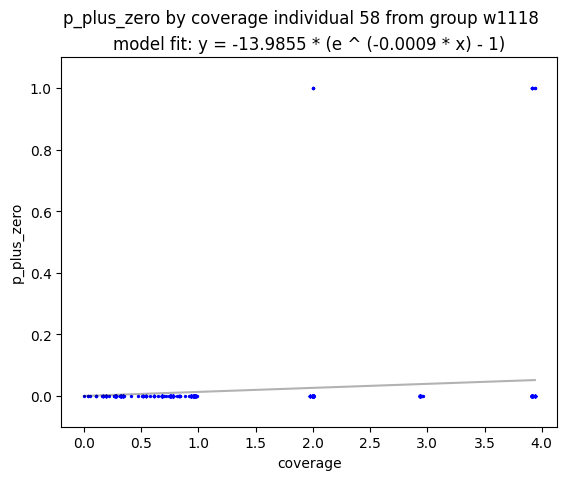 p_plus_zero by coverage individual 58 from group w1118
model fit: y = -13.9855 * (e ^ (-0.0009 * x) - 1)
1.0
0.8
0.6
0.4
0.2
0.0
p_plus_zero
0.0 0.5 1.0 1.5 2.0 2.5 3.0 3.5 4.0
coverage